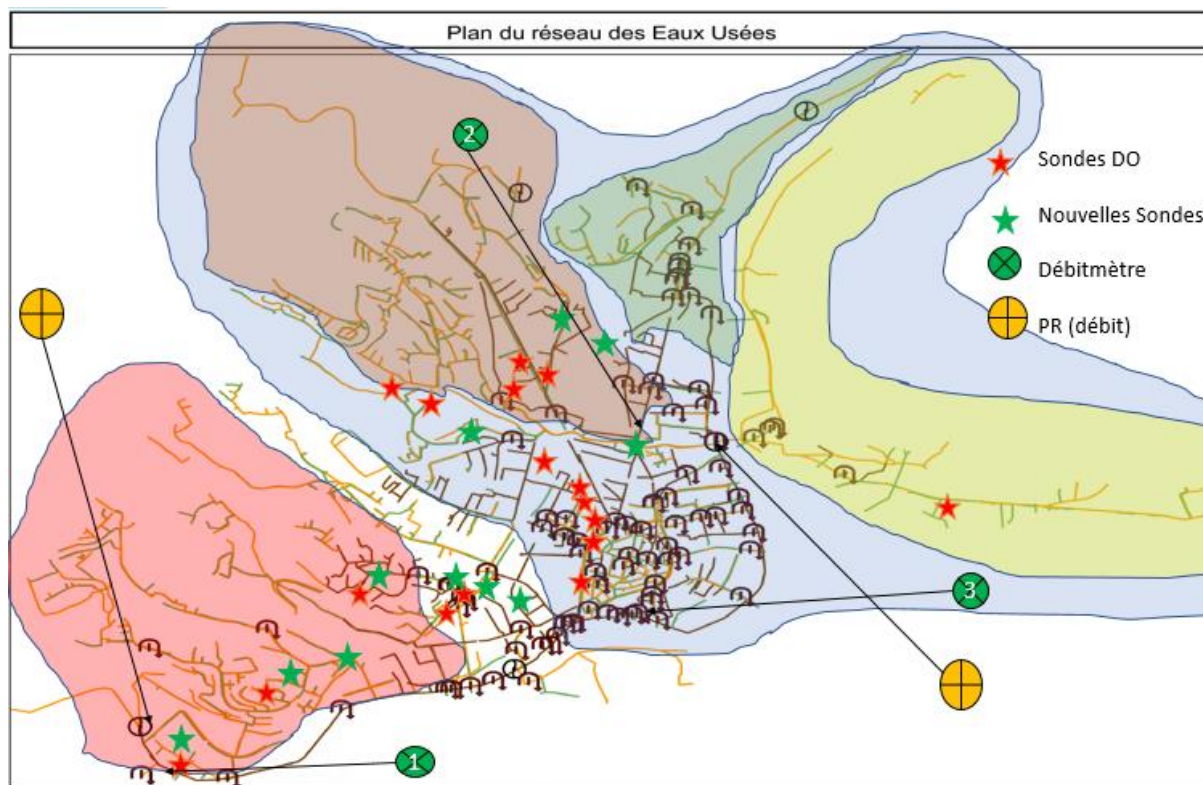 Plan du réseau des Eaux Usées
2
Sondes DO
Nouvelles Sondes
Débitmètre
PR (débit)
3
1